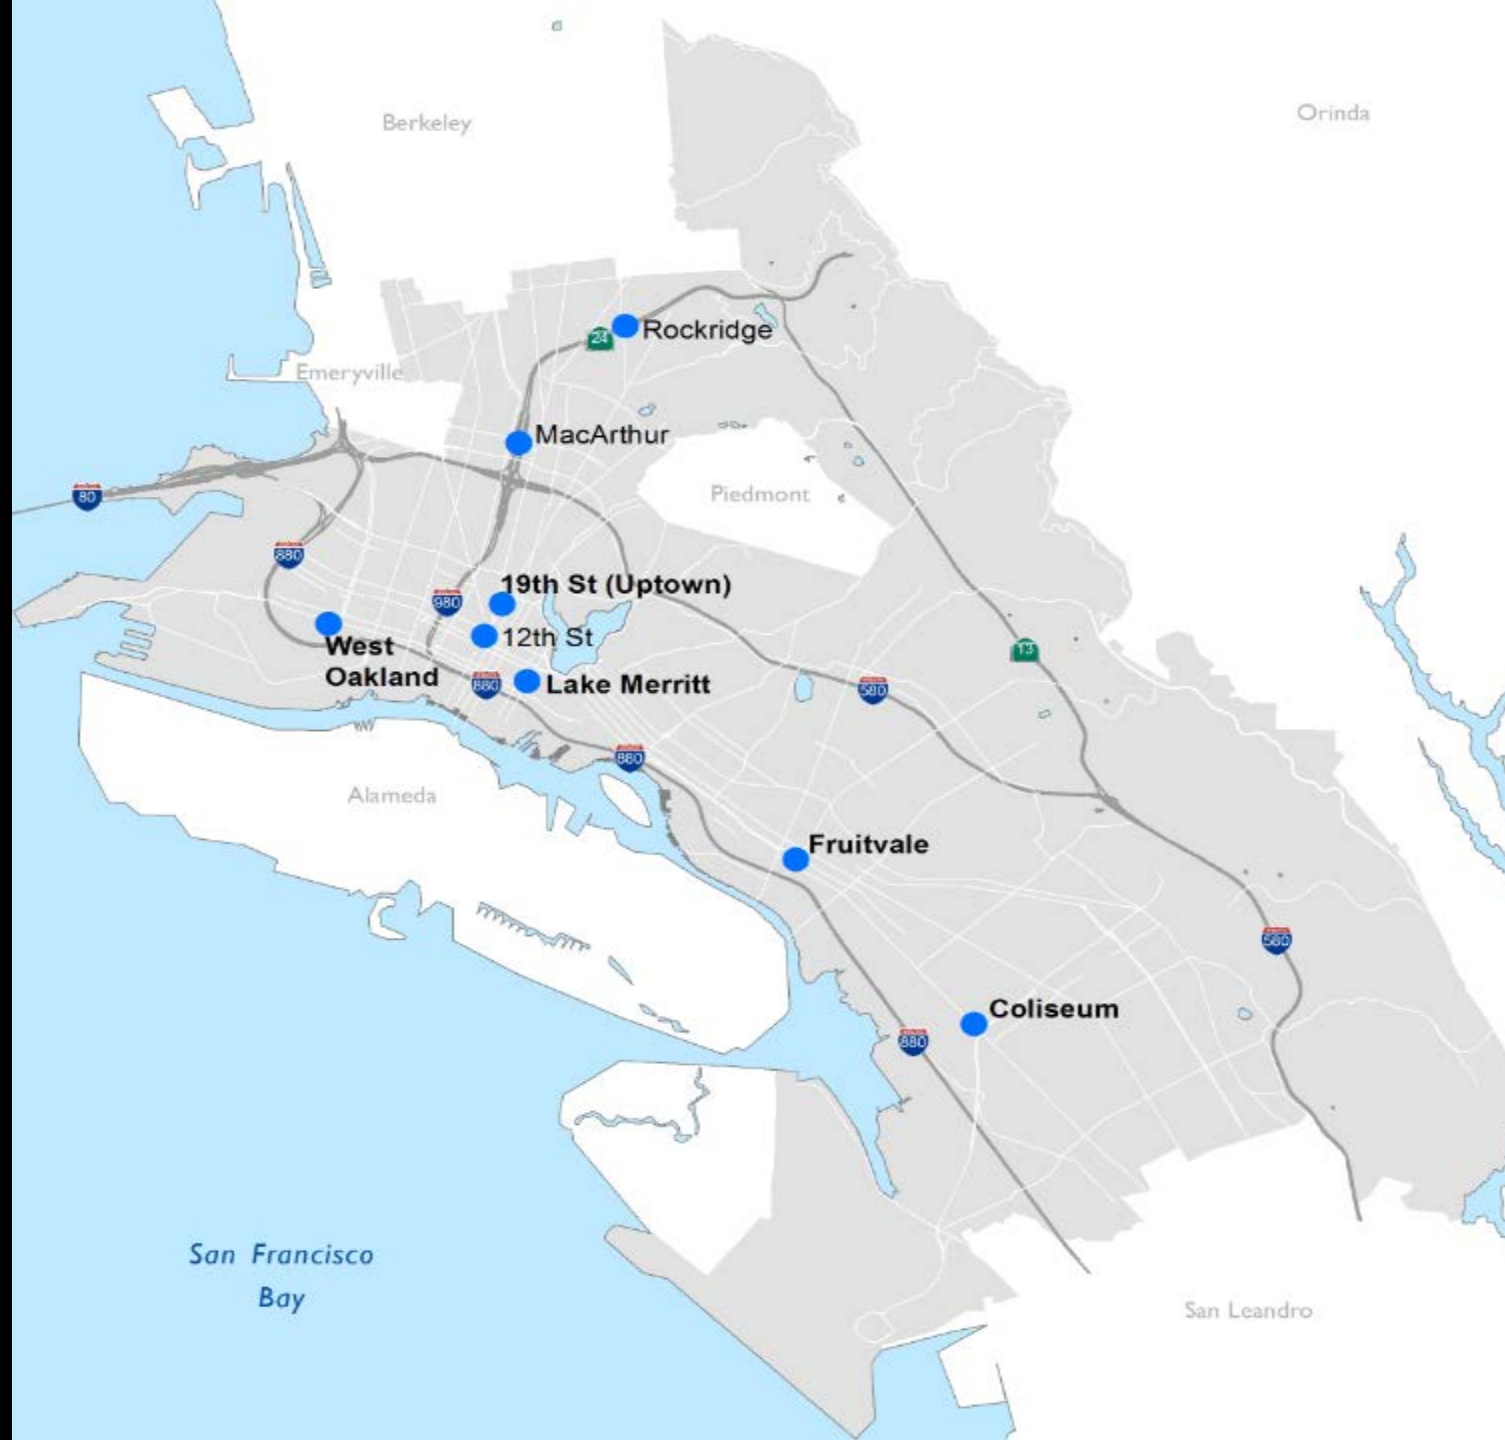 Berkeley
Orinda
24
Rockridge
Emeryville
MacArthur
80
Piedmont
880
19th St (Uptown)
980
12th St
West
Oakland
13
880
Lake Merritt
580
880
Alameda
Fruitvale
580
Coliseum
880
San Francisco
Bay
San Leandro